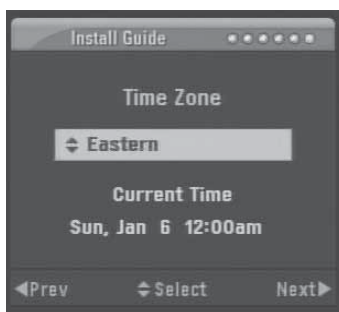 Install Guide
Time Zone
Eastern
Current Time
Sun, Jan 6 12:00am
◀Prev
Select
Next▶